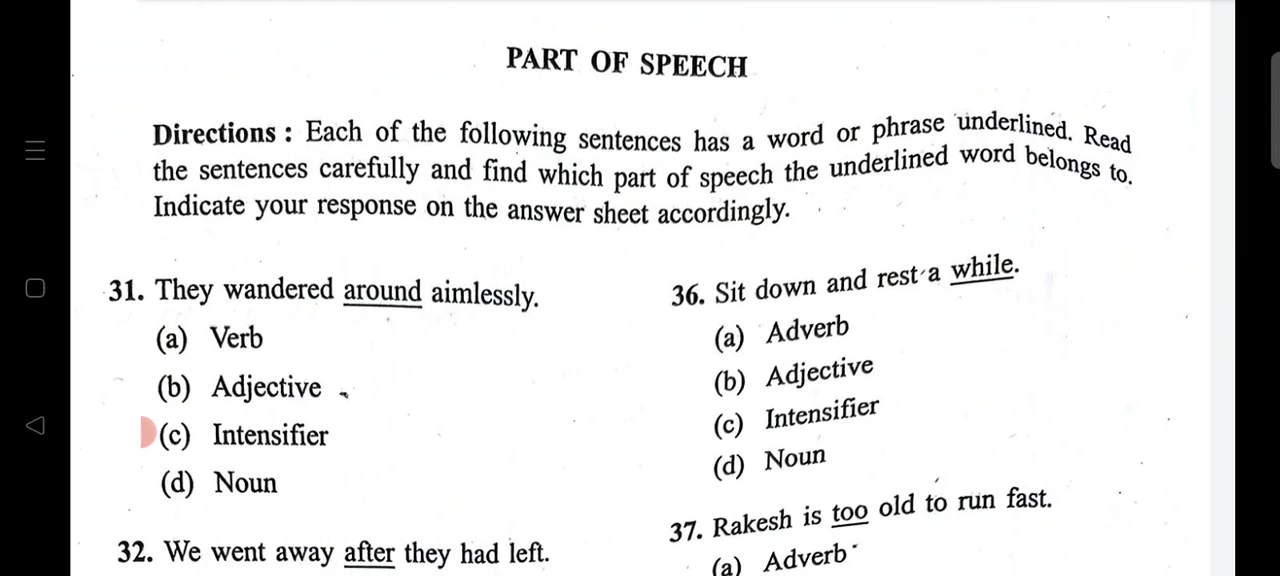 PART OF SPEECH
Directions : Each of the following sentences has a word or phrase underlined. Read
the sentences carefully and find which part of speech the underlined word belongs to.
Indicate your response on the answer sheet accordingly.
31. They wandered around aimlessly.
(a) Verb
(b) Adjective
(c) Intensifier
(d) Noun
32. We went away after they had left.
36. Sit down and rest a while.
(a) Adverb
(b) Adjective
(c) Intensifier
(d) Noun
37. Rakesh is too old to run fast.
(a) Adverb